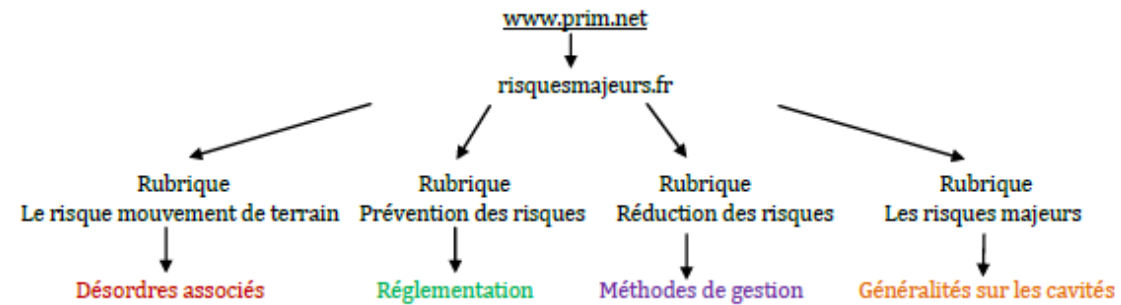 www.prim.net
risquesmajeurs.fr
Rubrique
Le risque mouvement de terrain
Rubrique
Prévention des risques
Rubrique
Réduction des risques
Rubrique
Les risques majeurs
Désordres associés
Réglementation
Méthodes de gestion
Généralités sur les cavités